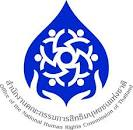 สำนักงานคณะกรรมการสิทธิมนุษยชนแห่งชาติ
Office of the National Human Rights Commission of Thailand